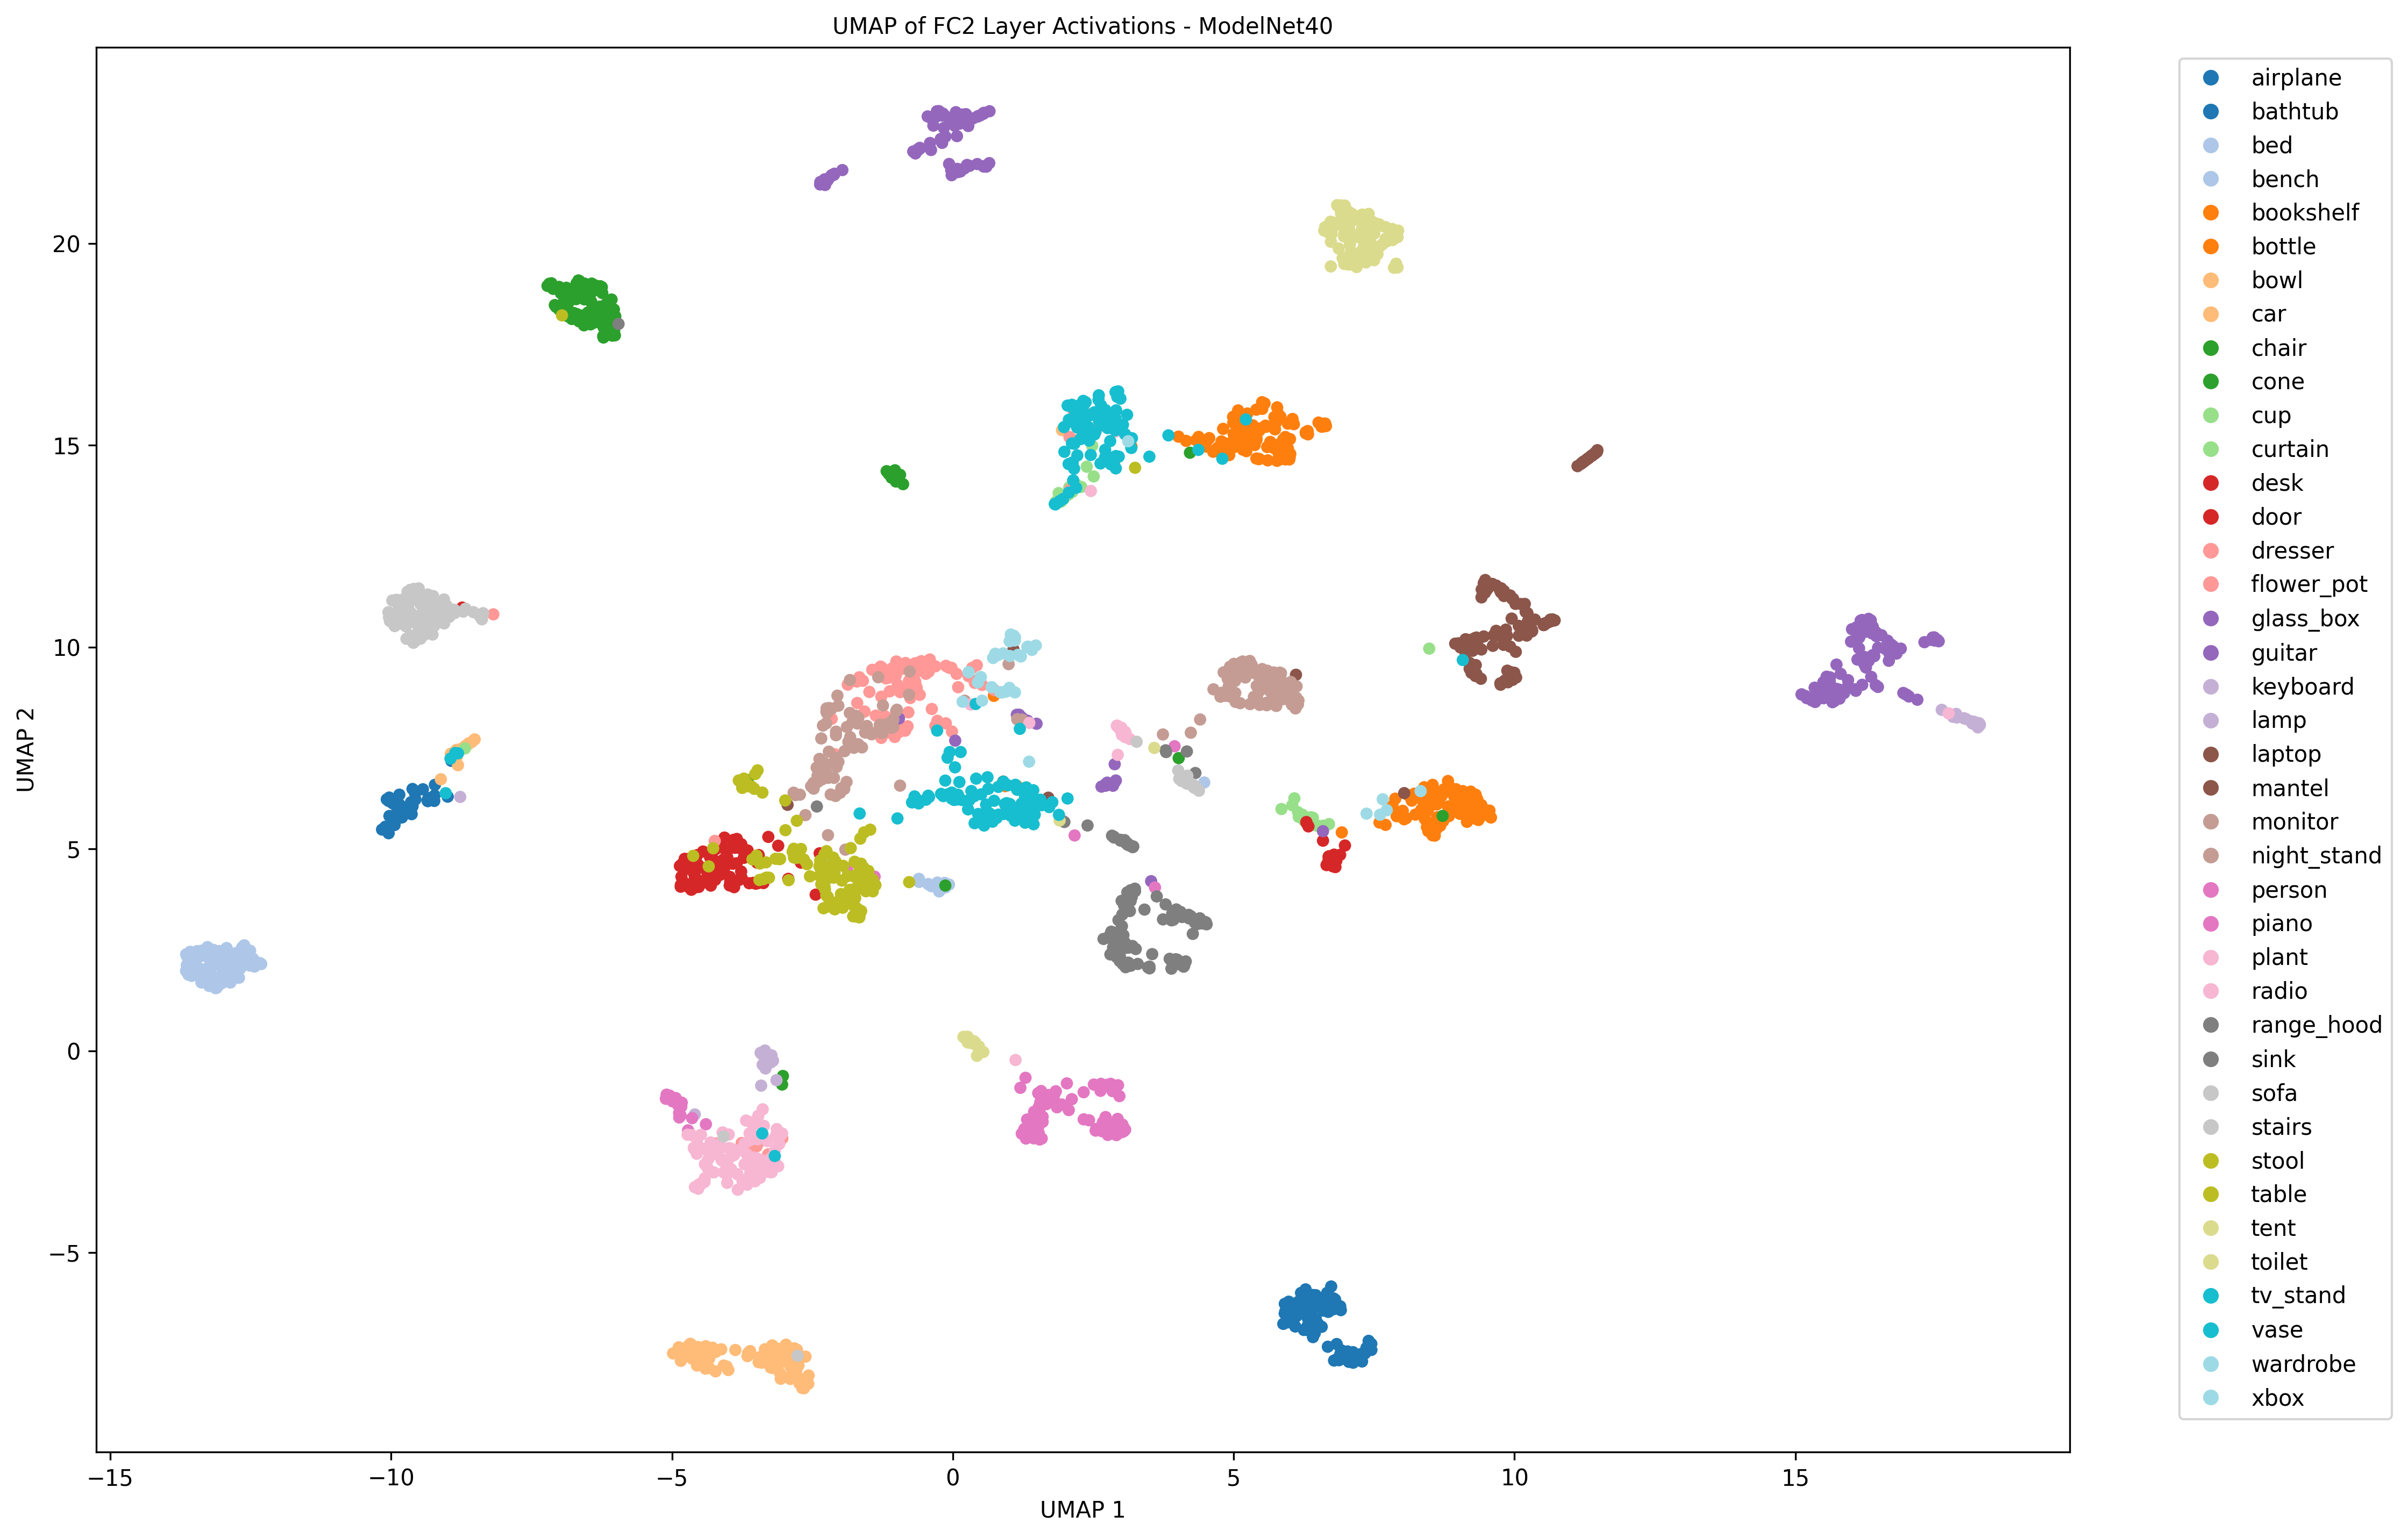 UMAP of FC2 Layer Activations - ModelNet40
UMAP 2
20
15
10
5
0
−5
−15
−10
−5
0
5
10
15
UMAP 1
airplane
bathtub
bed
bench
bookshelf
bottle
bowl
car
chair
cone
cup
curtain
desk
door
dresser
flower_pot
glass_box
guitar
keyboard
lamp
laptop
mantel
monitor
night_stand
person
piano
plant
radio
range_hood
sink
sofa
stairs
stool
table
tent
toilet
tv_stand
vase
wardrobe
xbox